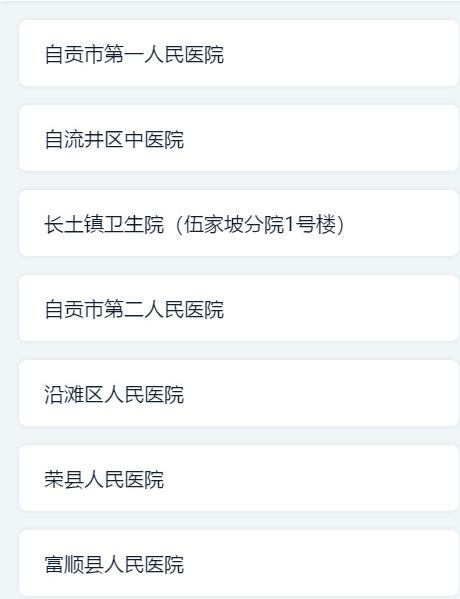 自贡市第一人民医院
自流井区中医院
长土镇卫生院（伍家坡分院1号楼）
自贡市第二人民医院
沿滩区人民医院
荣县人民医院
富顺县人民医院